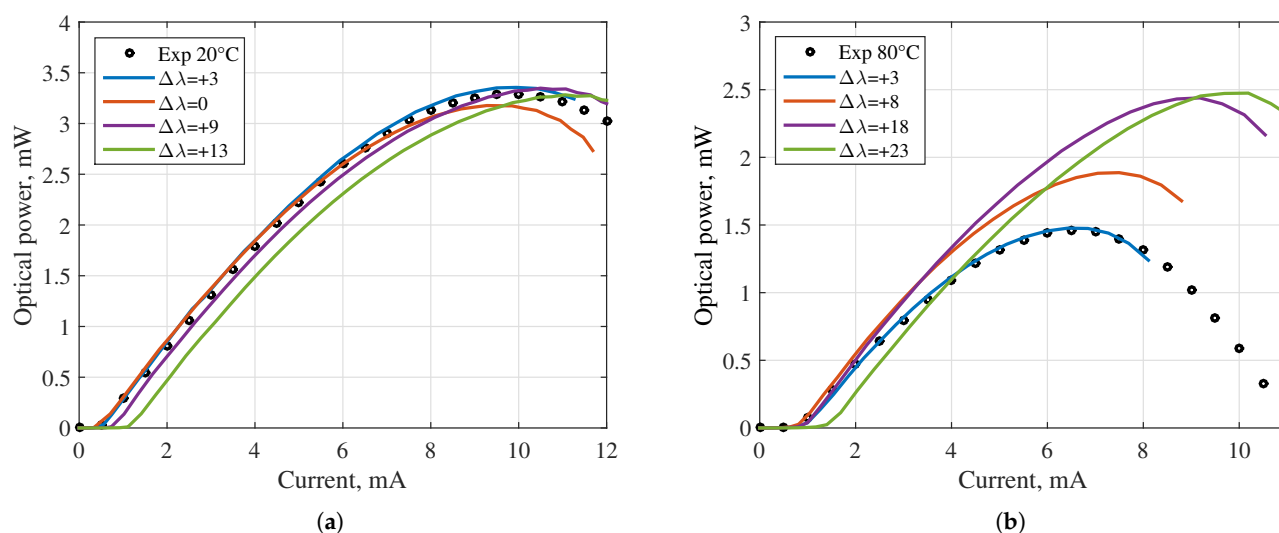 4
3.5
3
2.5
2
1.5
1
0.5
0
Optical power, mW
Exp 20°C
Δλ=+3
Δλ=0
Δλ=+9
Δλ=+13
0 2 4 6 8 10 12
Current, mA
(a)
3
2.5
2
1.5
1
0.5
0
Optical power, mW
Exp 80°C
Δλ=+3
Δλ=+8
Δλ=+18
Δλ=+23
0 2 4 6 8 10
Current, mA
(b)